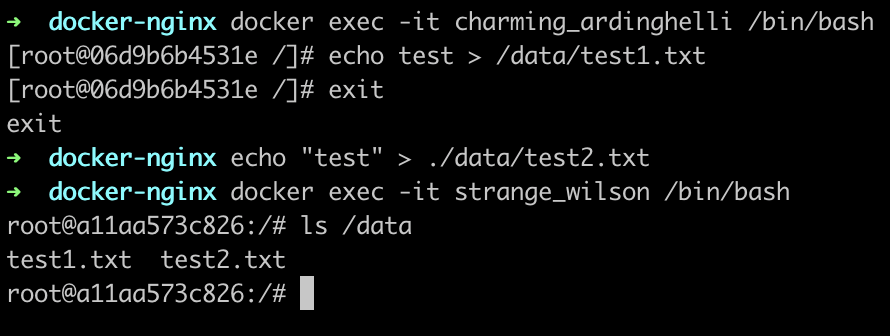 ➜  docker-nginx docker exec -it charming_ardinghelli /bin/bash
[root@06d9b6b4531e /]# echo test > /data/test1.txt
[root@06d9b6b4531e /]# exit
exit
➜  docker-nginx echo "test" > ./data/test2.txt
➜  docker-nginx docker exec -it strange_wilson /bin/bash
root@a11aa573c826:/# ls /data
test1.txt  test2.txt
root@a11aa573c826:/#